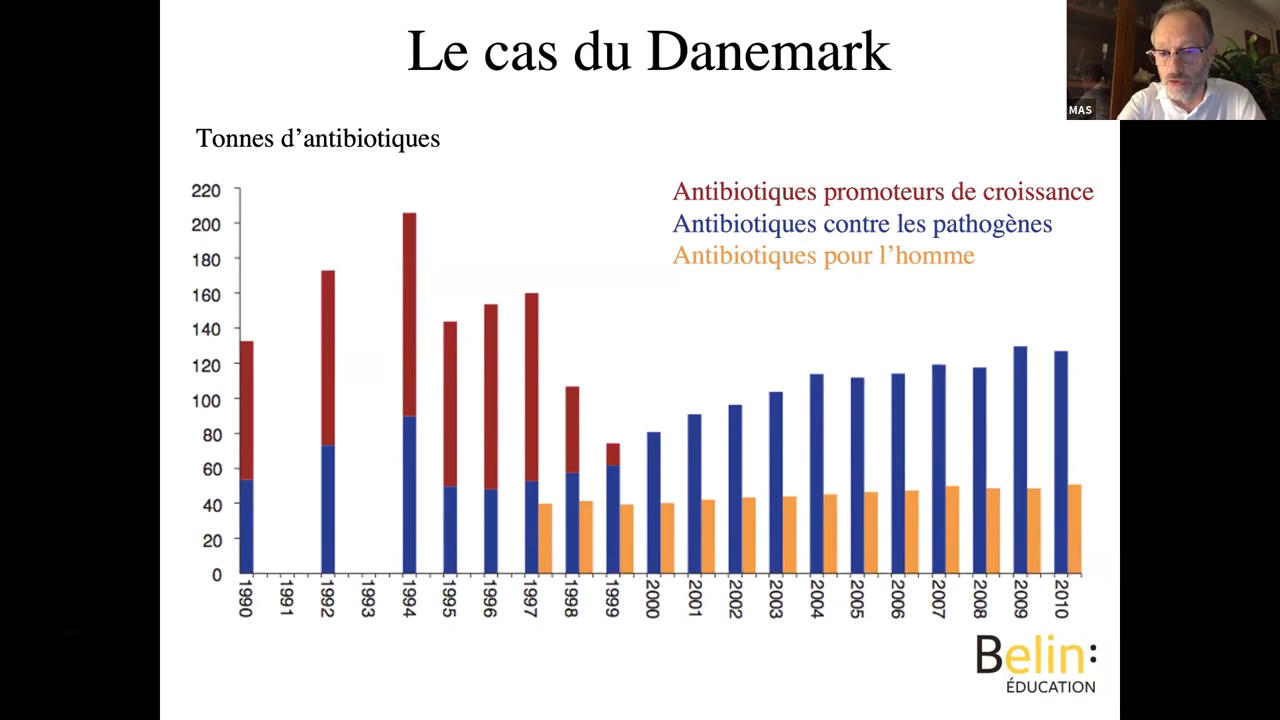 Le cas du Danemark
MAS
Tonnes d’antibiotiques
Antibiotiques promoteurs de croissance
Antibiotiques contre les pathogènes
Antibiotiques pour l’homme
220
200
180
160
140
120
100
80
60
40
20
0
1990 1991 1992 1993 1994 1995 1996 1997 1998 1999 2000 2001 2002 2003 2004 2005 2006 2007 2008 2009 2010
Belin:
ÉDUCATION